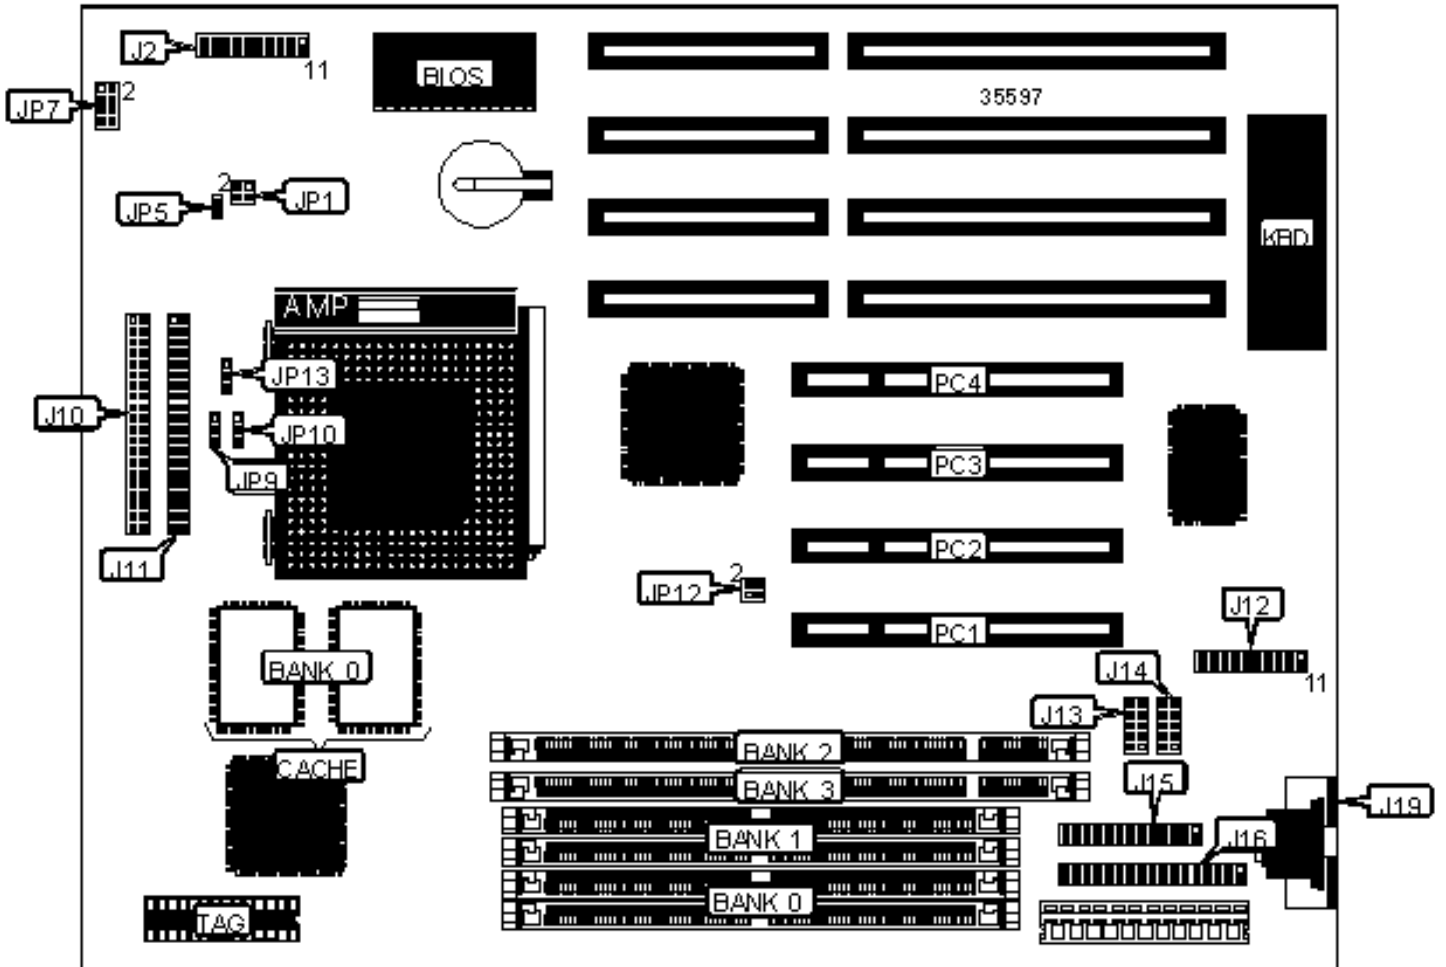 J2
11
BIOS
35597
JP7
2
2
JP5
JP1
KBD
AMP
JP13
PC4
J10
JP10
PC3
JP9
J11
PC2
2
JP12
J12
PC1
BANK 0
J14
11
J13
BANK 2
CACHE
BANK 3
J15
J19
BANK 1
J16
BANK 0
TAG